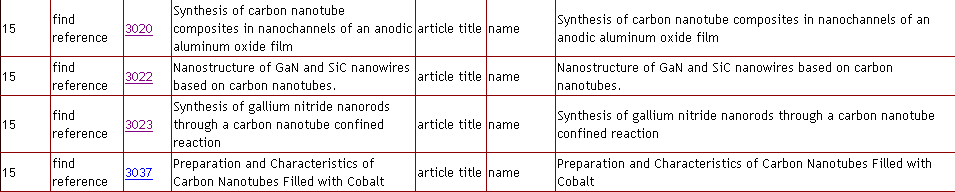 15 find reference 3020 Synthesis of carbon nanotube composites in nanochannels of an anodic aluminum oxide film article title name Synthesis of carbon nanotube composites in nanochannels of an anodic aluminum oxide film
15 find reference 3022 Nanostructure of GaN and SiC nanowires based on carbon nanotubes. article title name Nanostructure of GaN and SiC nanowires based on carbon nanotubes.
15 find reference 3023 Synthesis of gallium nitride nanorods through a carbon nanotube confined reaction article title name Synthesis of gallium nitride nanorods through a carbon nanotube confined reaction
15 find reference 3037 Preparation and Characteristics of Carbon Nanotubes Filled with Cobalt article title name Preparation and Characteristics of Carbon Nanotubes Filled with Cobalt